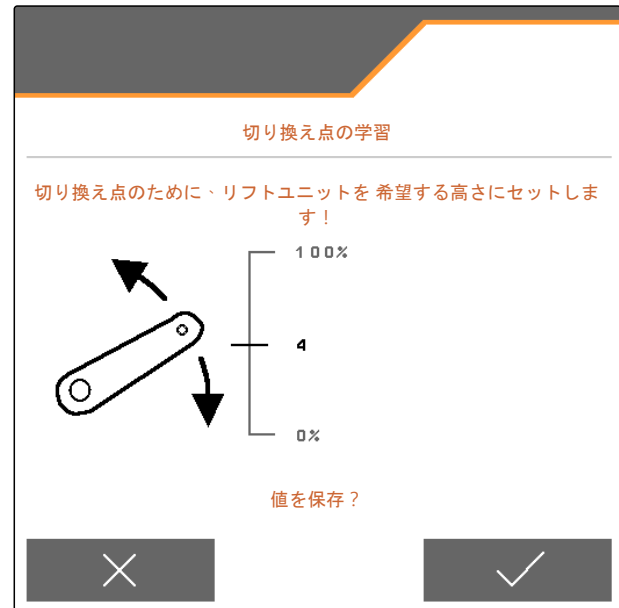 切り換え点の学習
切り換え点のために、リフトユニットを 希望する高さにセットしま
す！
100%
4
0%
値を保存？